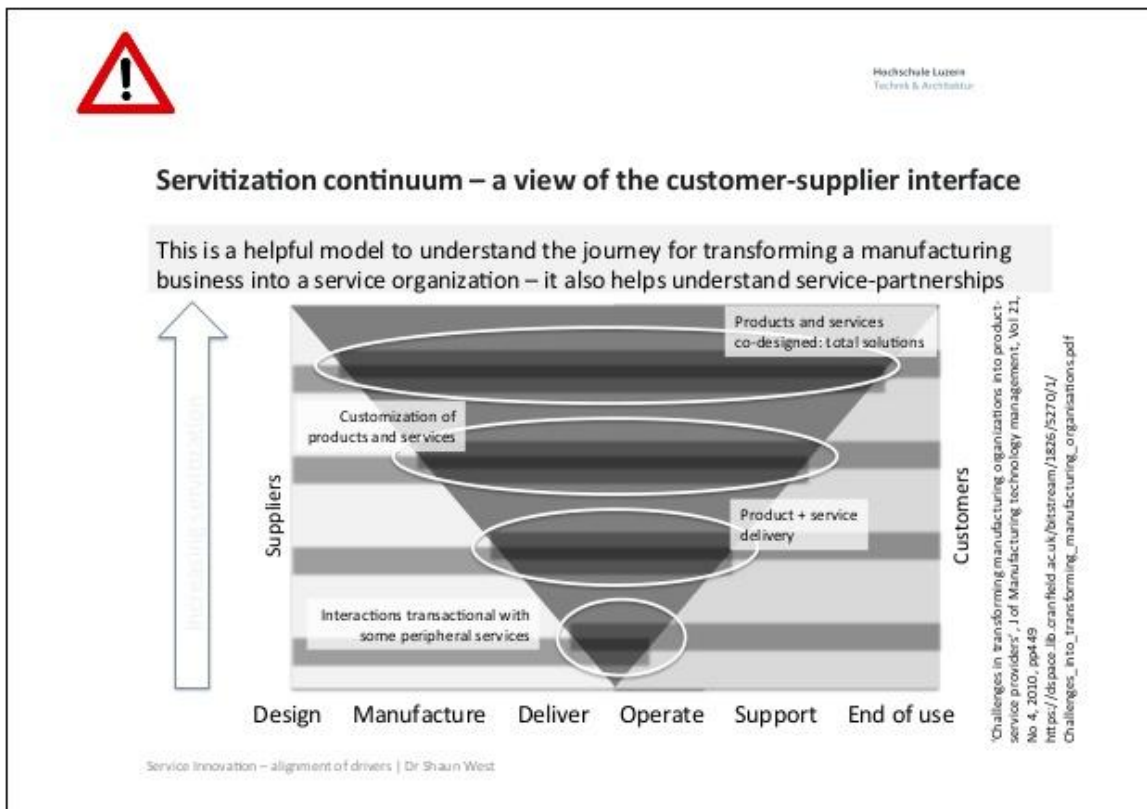 !
Hochschule Luzern
Technik & Architektur
Servitization continuum – a view of the customer-supplier interface
This is a helpful model to understand the journey for transforming a manufacturing
business into a service organization – it also helps understand service-partnerships
Increasing servitization
Suppliers
Products and services
co-designed: total solutions
Customization of
products and services
Product + service
delivery
Interactions transactional with
some peripheral services
Customers
Design Manufacture Deliver Operate Support End of use
'Challenges in transforming manufacturing organizations into product-
service providers', J of Manufacturing technology management, Vol 21,
No 4, 2010, pp449
https://dspace.lib.cranfield.ac.uk/bitstream/1826/5270/1/
Challenges_into_transforming_manufacturing_organisations.pdf
Service Innovation – alignment of drivers | Dr Shaun West